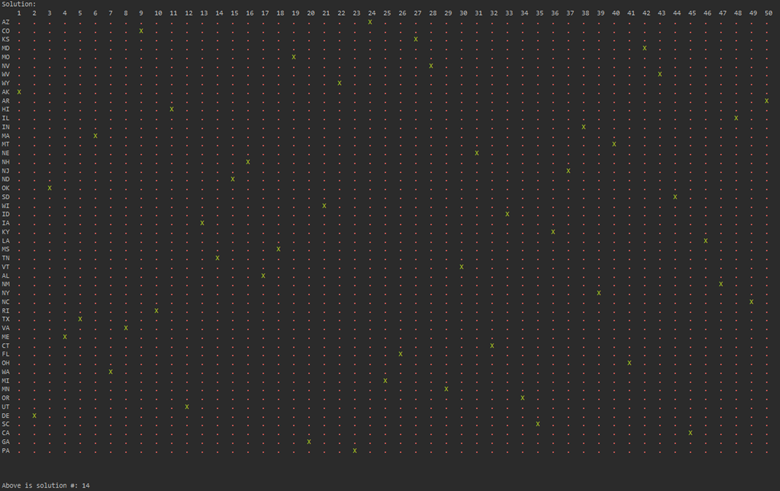 Solution:
1 2 3 4 5 6 7 8 9 10 11 12 13 14 15 16 17 18 19 20 21 22 23 24 25 26 27 28 29 30 31 32 33 34 35 36 37 38 39 40 41 42 43 44 45 46 47 48 49 50
AZ X
CO X
KS X
MD X
MO X
NV X
WV X
WY X
AK X
AR X
HI X
IL X
IN X
MA X
MT X
NE X
NH X
NJ X
ND X
OK X
SD X
WI X
ID X
IA X
KY X
LA X
MS X
TN X
VT X
AL X
NM X
NY X
NC X
RI X
TX X
VA X
ME X
CT X
FL X
OH X
WA X
MI X
MN X
OR X
UT X
DE X
SC X
CA X
GA X
PA X
Above is solution #: 14